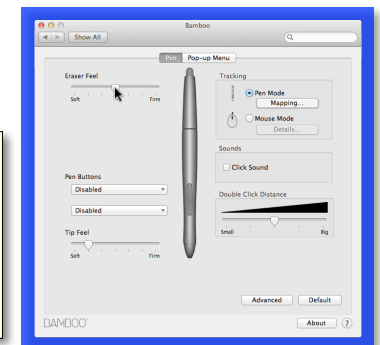 Bamboo
Show All
Pen Pop-up Menu
Eraser Feel
Soft Firm
Pen Buttons
Disabled
Disabled
Tip Feel
Soft Firm
Tracking
Pen Mode
Mapping...
Mouse Mode
Details...
Sounds
Click Sound
Double Click Distance
Small Big
Advanced Default
BAMBOO™
About ?